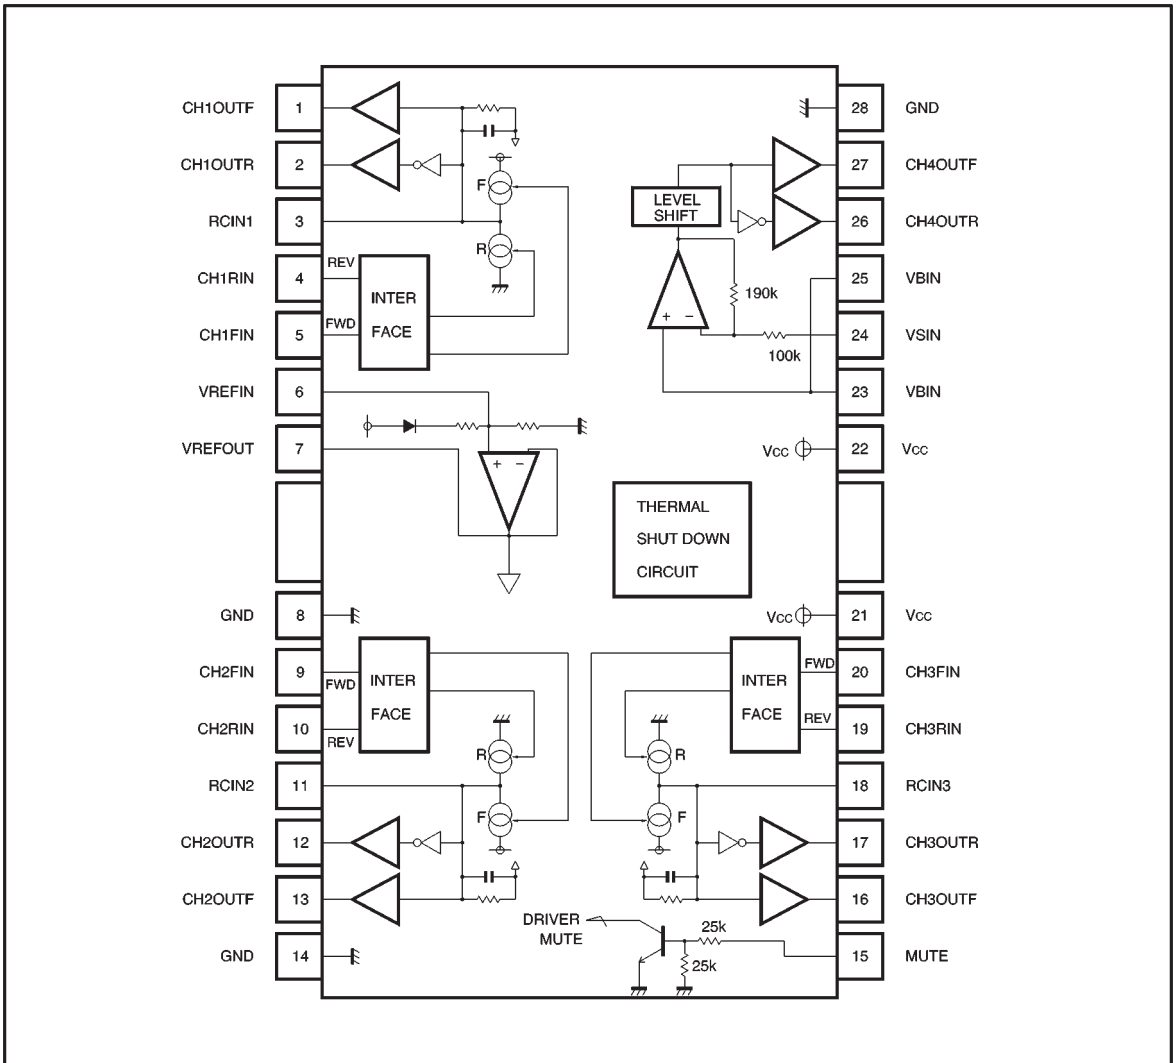 CH1OUTF 1
CH1OUTR 2
RCIN1 3
CH1RIN 4 REV
CH1FIN 5 FWD
INTER
FACE
F
R
VREFIN 6
VREFOUT 7
+ −
28 GND
27 CH4OUTF
26 CH4OUTR
25 VBIN
24 VSIN
23 VBIN
Vcc 22 Vcc
LEVEL
SHIFT
+ −
190k
100k
THERMAL
SHUT DOWN
CIRCUIT
GND 8
CH2FIN 9 FWD
CH2RIN 10 REV
INTER
FACE
R
F
RCIN2 11
CH2OUTR 12
CH2OUTF 13
GND 14
Vcc 21 Vcc
FWD 20 CH3FIN
REV 19 CH3RIN
INTER
FACE
R
F
18 RCIN3
17 CH3OUTR
16 CH3OUTF
15 MUTE
DRIVER
MUTE
25k
25k